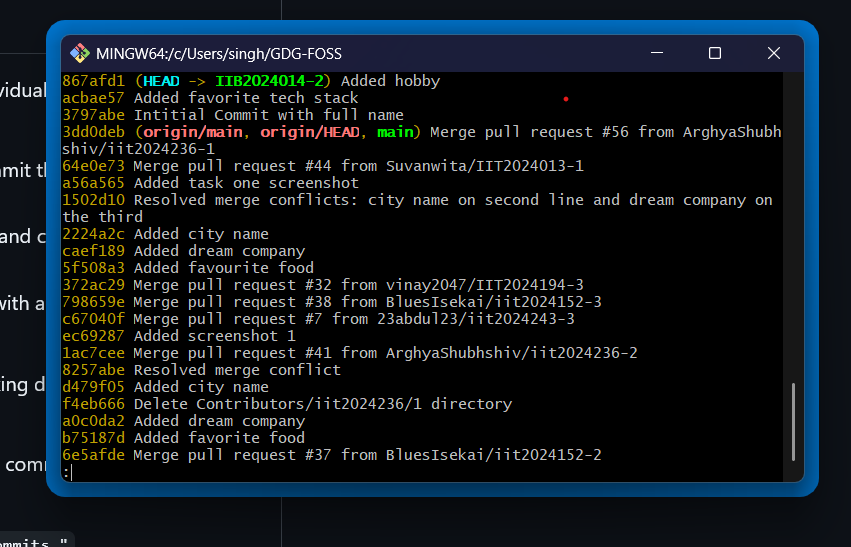 MINGW64:/c/Users/singh/GDG-FOSS
867afd1 (HEAD -> IIB2024014-2) Added hobby
acbae57 Added favorite tech stack
3797abe Intitial Commit with full name
3dd0deb (origin/main, origin/HEAD, main) Merge pull request #56 from ArghyaShubh
shiv/iit2024236-1
64e0e73 Merge pull request #44 from Suvanwita/IIT2024013-1
a56a565 Added task one screenshot
1502d10 Resolved merge conflicts: city name on second line and dream company on
the third
2224a2c Added city name
caef189 Added dream company
5f508a3 Added favourite food
372ac29 Merge pull request #32 from vinay2047/IIT2024194-3
798659e Merge pull request #38 from BluesIsekai/iit2024152-3
c67040f Merge pull request #7 from 23abdul23/iit2024243-3
ec69287 Added screenshot 1
1ac7cee Merge pull request #41 from ArghyaShubhshiv/iit2024236-2
8257abe Resolved merge conflict
d479f05 Added city name
f4eb666 Delete Contributors/iit2024236/1 directory
a0c0da2 Added dream company
b75187d Added favorite food
6e5afde Merge pull request #37 from BluesIsekai/iit2024152-2
:
vidual
mit th
and c
with a
ing d
comm
ommits "